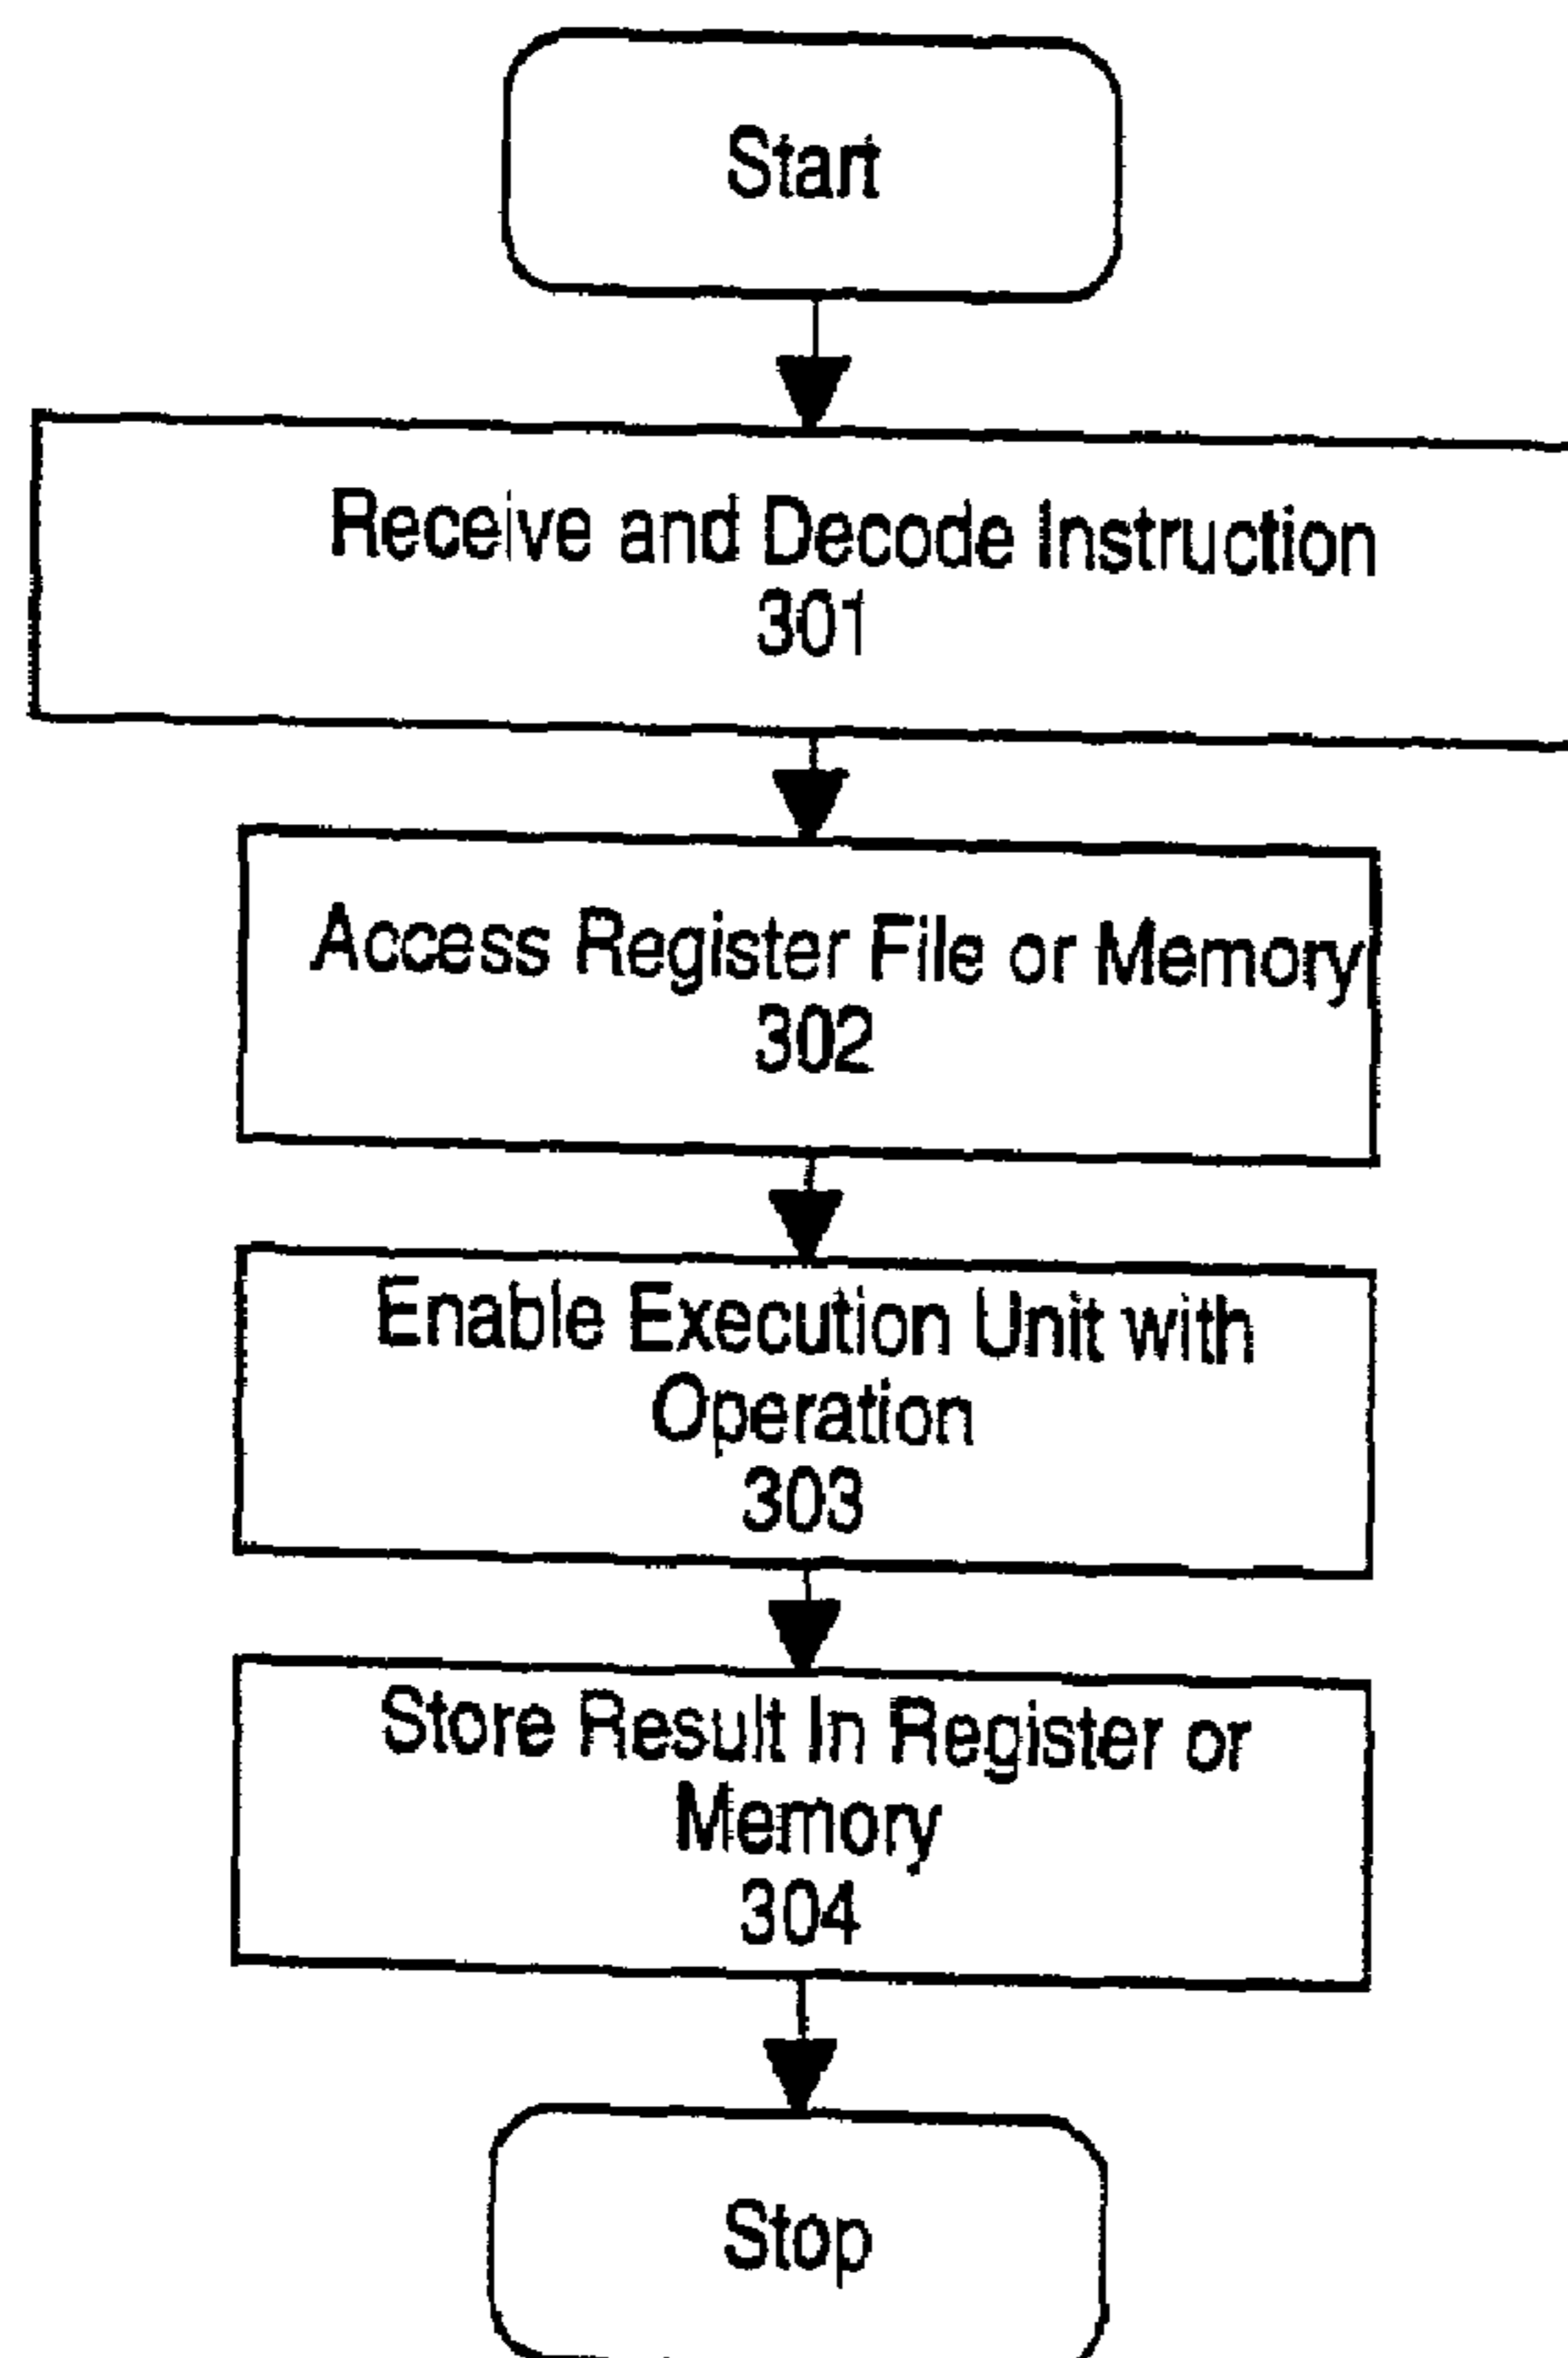 Start
Receive and Decode Instruction
301
Access Register File or Memory
302
Enable Execution Unit with
Operation
303
Store Result In Register or
Memory
304
Stop